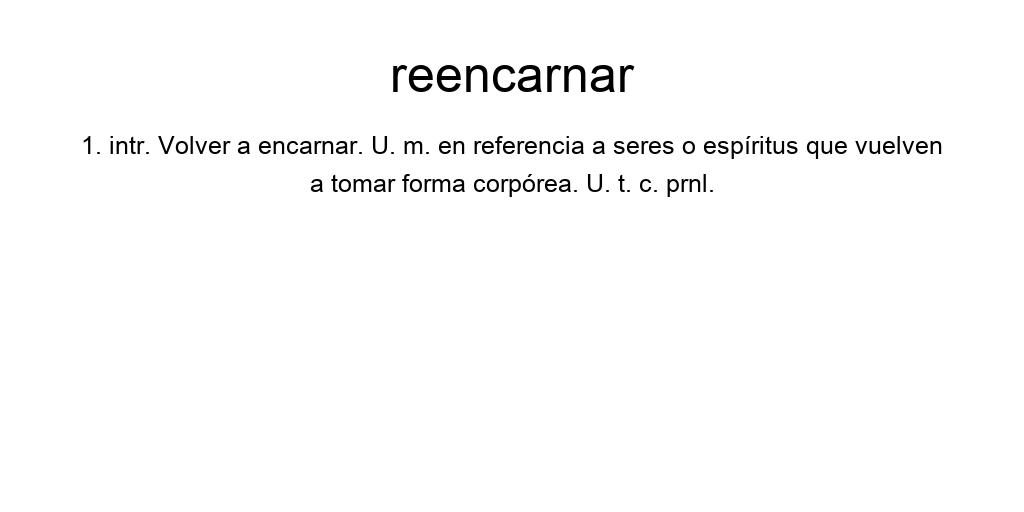 reencarnar
1. intr. Volver a encarnar. U. m. en referencia a seres o espíritus que vuelven
a tomar forma corpórea. U. t. c. prnl.